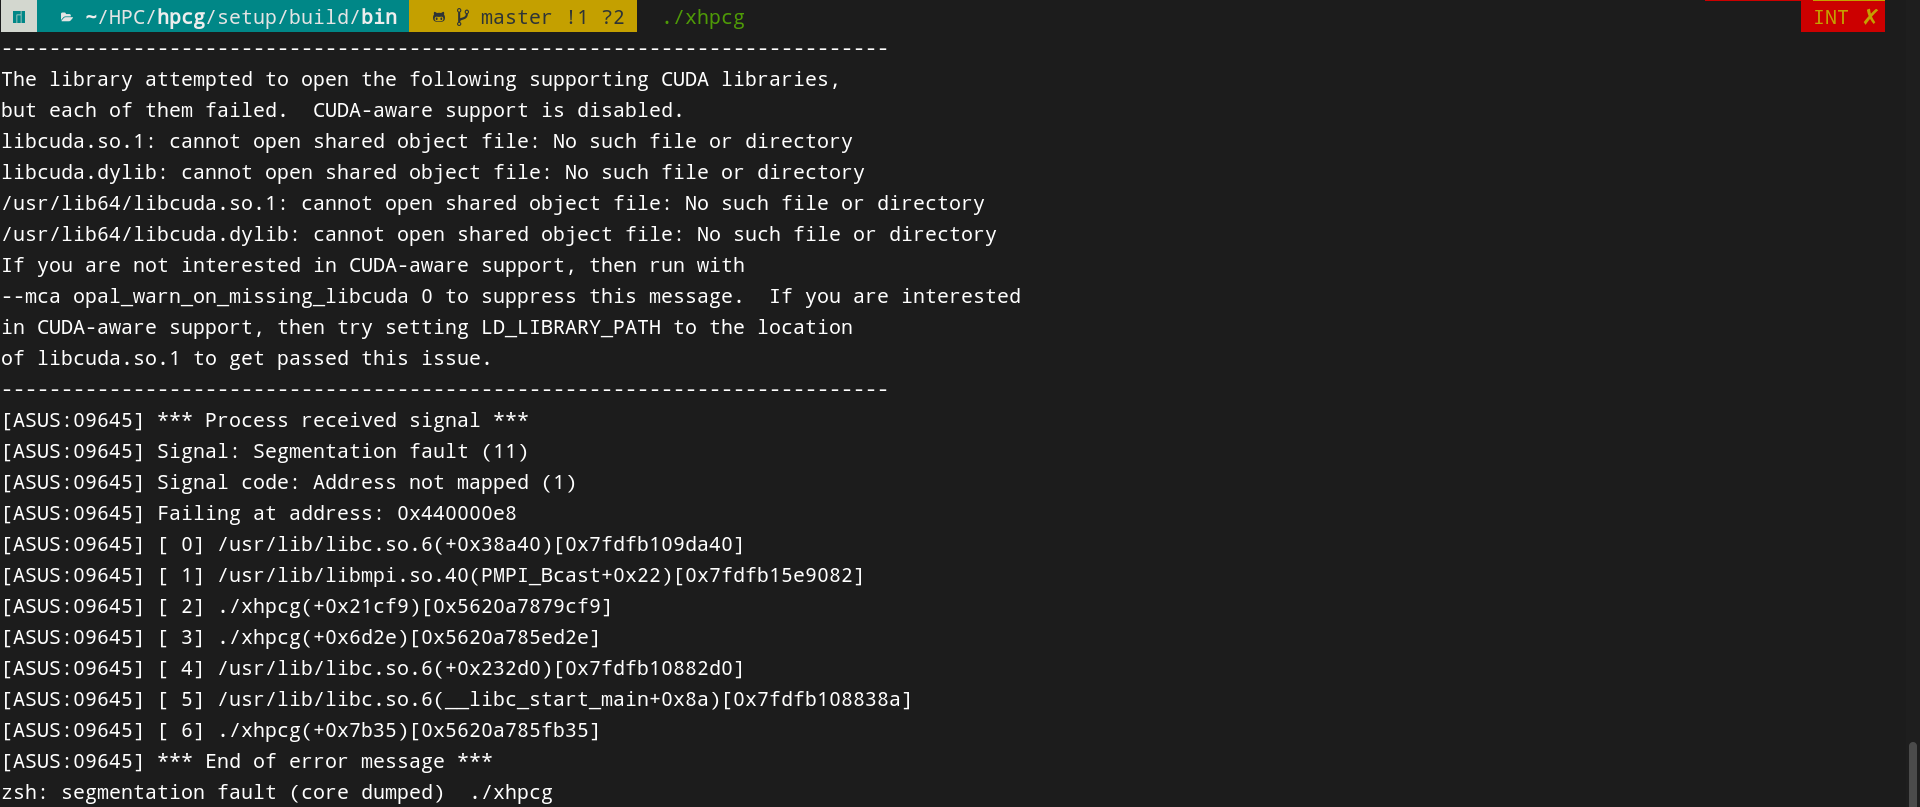 ~/HPC/hpcg/setup/build/bin master !1 ?2 ./xhpcg INT ✘
--------------------------------------------------------------------------
The library attempted to open the following supporting CUDA libraries,
but each of them failed.  CUDA-aware support is disabled.
libcuda.so.1: cannot open shared object file: No such file or directory
libcuda.dylib: cannot open shared object file: No such file or directory
/usr/lib64/libcuda.so.1: cannot open shared object file: No such file or directory
/usr/lib64/libcuda.dylib: cannot open shared object file: No such file or directory
If you are not interested in CUDA-aware support, then run with
--mca opal_warn_on_missing_libcuda 0 to suppress this message.  If you are interested
in CUDA-aware support, then try setting LD_LIBRARY_PATH to the location
of libcuda.so.1 to get passed this issue.
--------------------------------------------------------------------------
[ASUS:09645] *** Process received signal ***
[ASUS:09645] Signal: Segmentation fault (11)
[ASUS:09645] Signal code: Address not mapped (1)
[ASUS:09645] Failing at address: 0x440000e8
[ASUS:09645] [ 0] /usr/lib/libc.so.6(+0x38a40)[0x7fdfb109da40]
[ASUS:09645] [ 1] /usr/lib/libmpi.so.40(PMPI_Bcast+0x22)[0x7fdfb15e9082]
[ASUS:09645] [ 2] ./xhpcg(+0x21cf9)[0x5620a7879cf9]
[ASUS:09645] [ 3] ./xhpcg(+0x6d2e)[0x5620a785ed2e]
[ASUS:09645] [ 4] /usr/lib/libc.so.6(+0x232d0)[0x7fdfb10882d0]
[ASUS:09645] [ 5] /usr/lib/libc.so.6(__libc_start_main+0x8a)[0x7fdfb108838a]
[ASUS:09645] [ 6] ./xhpcg(+0x7b35)[0x5620a785fb35]
[ASUS:09645] *** End of error message ***
zsh: segmentation fault (core dumped)  ./xhpcg